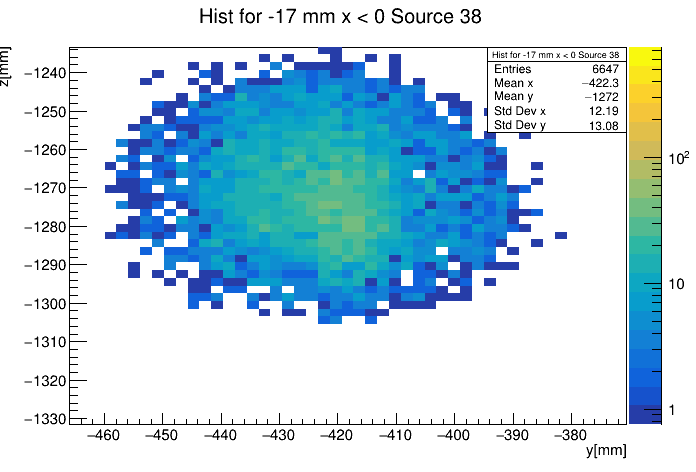 Hist for -17 mm x < 0 Source 38
z[mm]
Hist for -17 mm x < 0 Source 38
Entries 6647
Mean x −422.3
Mean y −1272
Std Dev x 12.19
Std Dev y 13.08
−1240
−1250
−1260
−1270
−1280
−1290
−1300
−1310
−1320
−1330
−460 −450 −440 −430 −420 −410 −400 −390 −380
y[mm]
10²
10
1